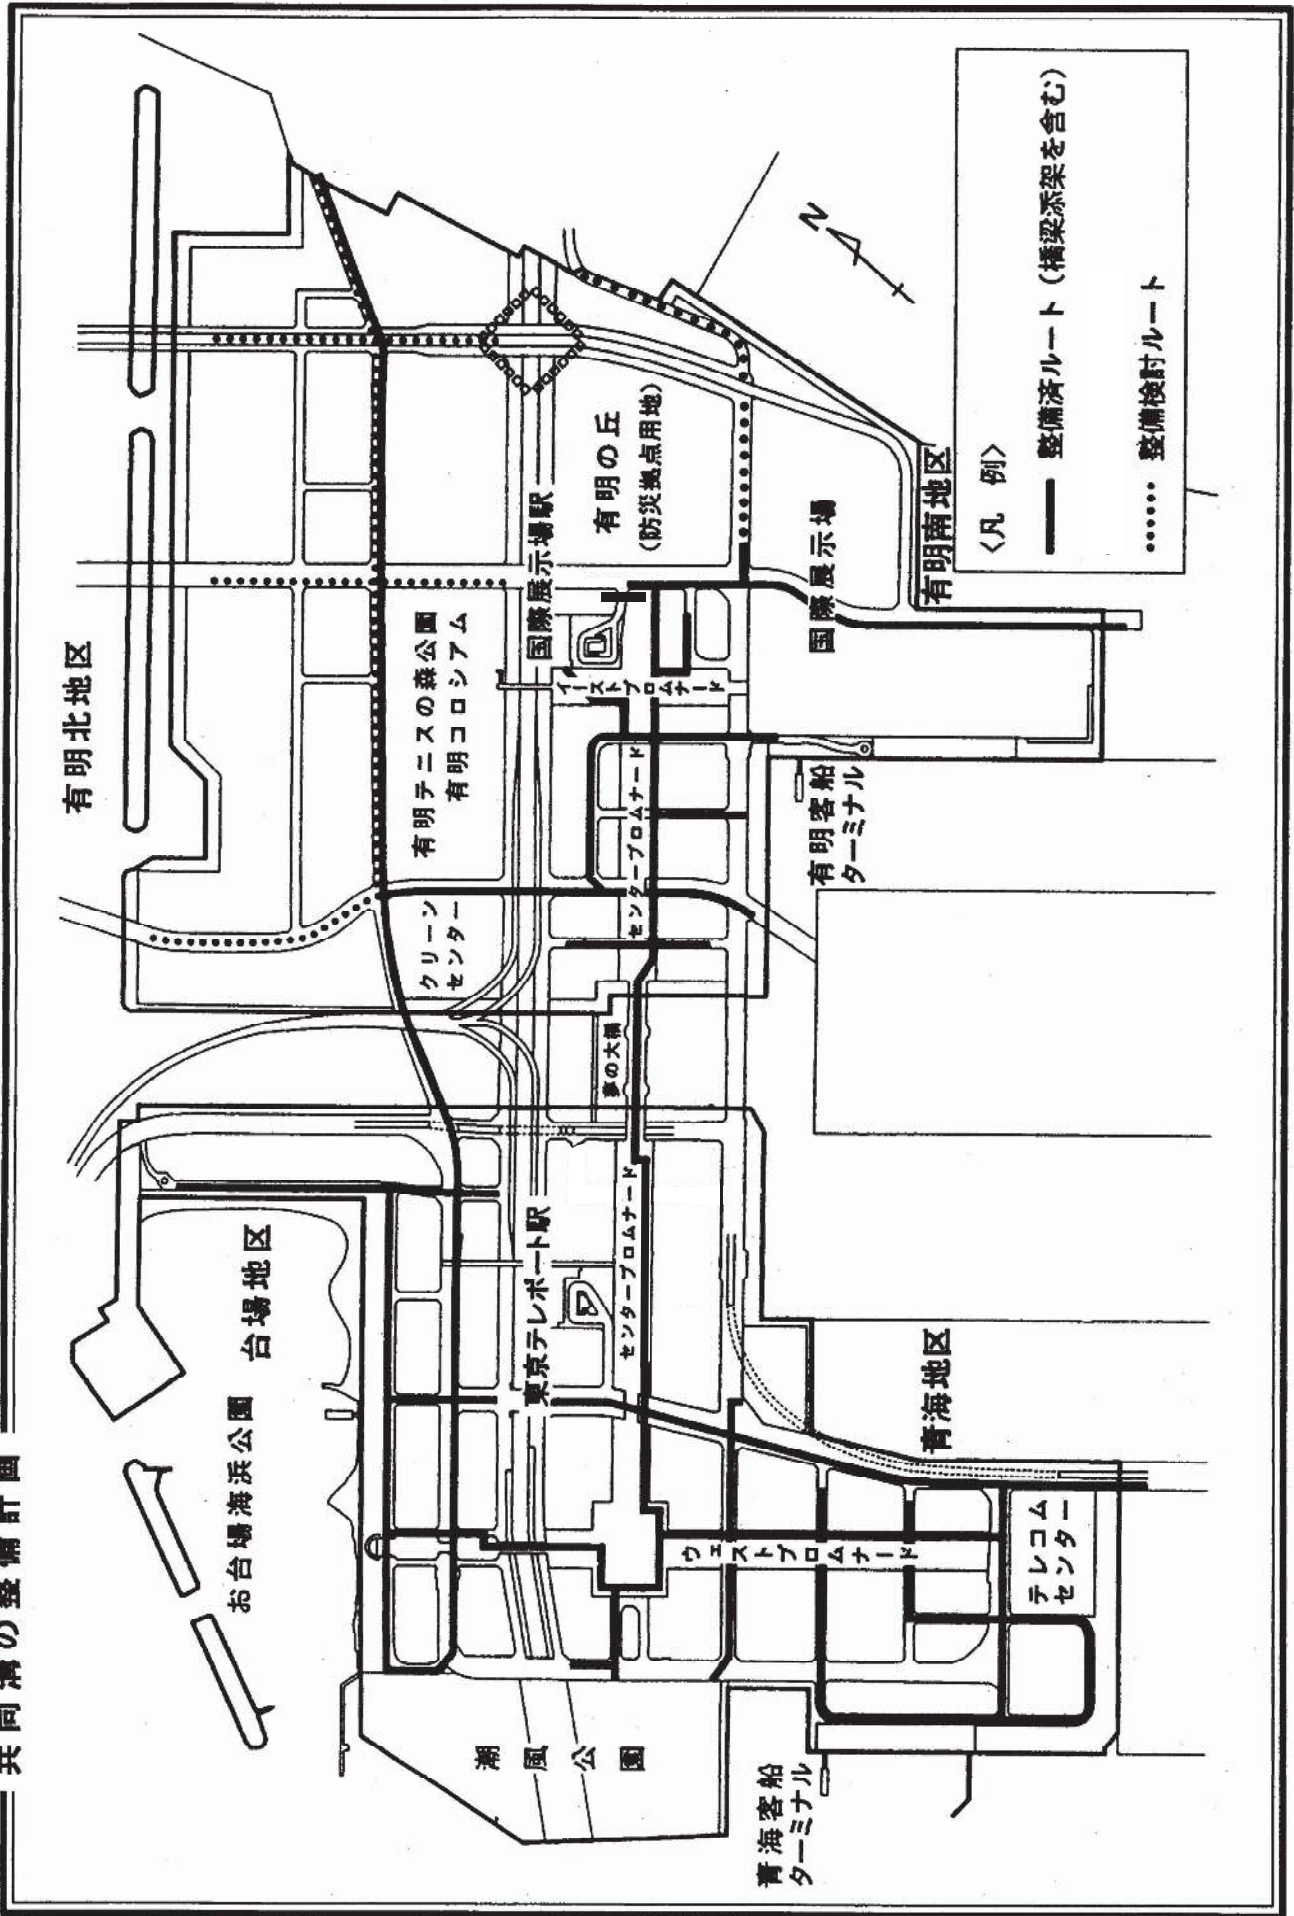 共同溝の整備計画
有明北地区
お台場海浜公園
台場地区
クリーン
センター
有明テニスの森公園
有明コロシアム
潮風公園
東京テレポート駅
国際展示場駅
有明の丘
(防災拠点用地)
夢の大橋
センタープロムナード
センタープロムナード
イーストプロムナード
ウェストプロムナード
青海客船
ターミナル
有明客船
ターミナル
国際展示場
N
青海地区
有明南地区
テレコム
センター
〈凡 例〉
整備済ルート(橋梁添架を含む)
整備検討ルート